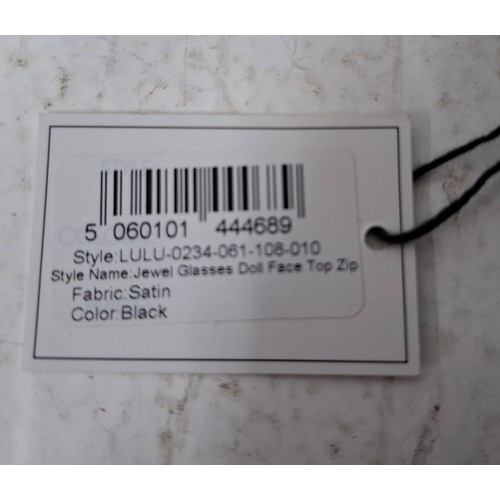 5 060101 444689
Style:LULU-0234-061-108-010
Style Name:Jewel Glasses Doll Face Top Zip
Fabric:Satin
Color:Black